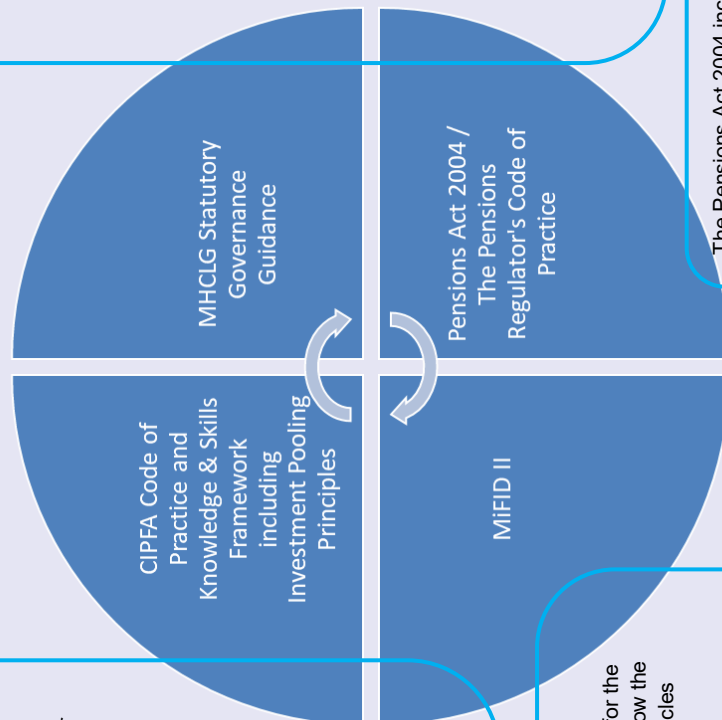 CIPFA Code of
Practice and
Knowledge & Skills
Framework
including
Investment Pooling
Principles
MHCLG Statutory
Governance
Guidance
MiFID II
Pensions Act 2004 /
The Pensions
Regulator's Code of
Practice
for the
ow the
cles
The Pensions Act 2004 inc